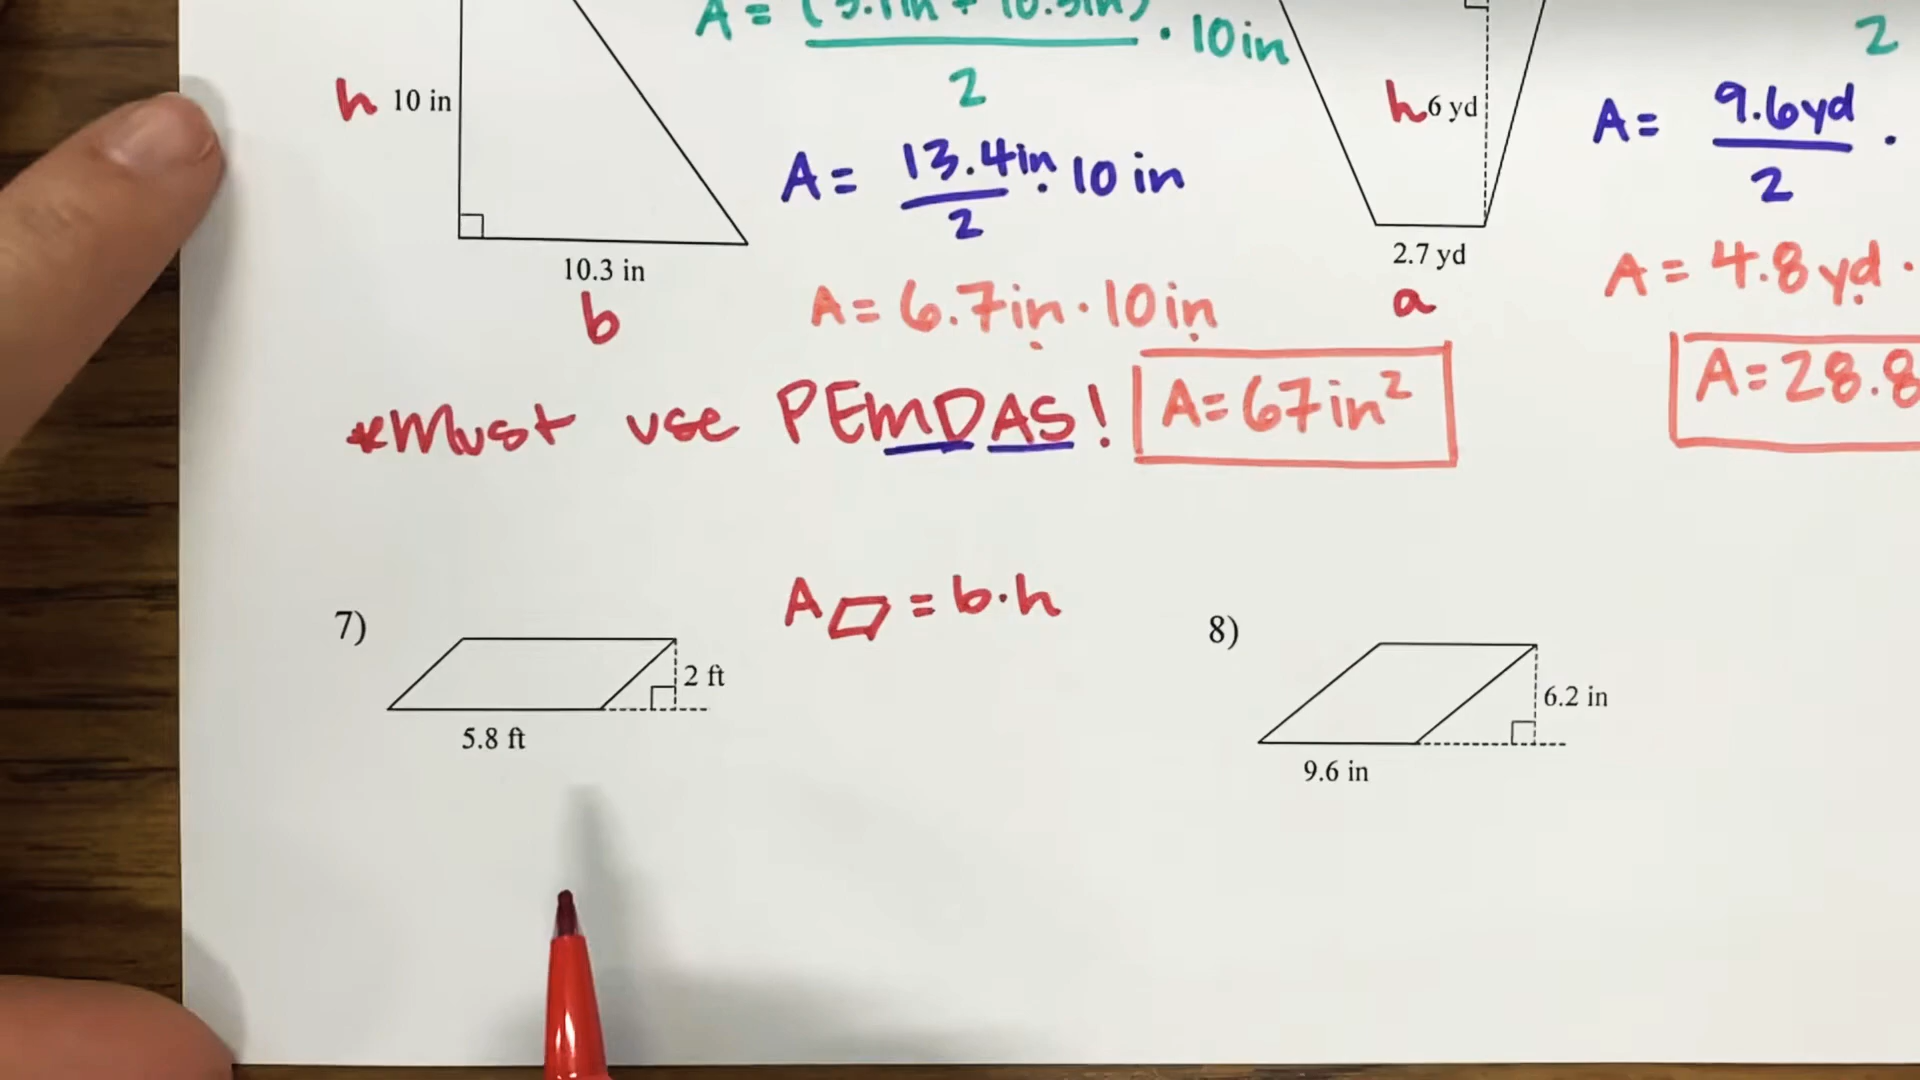 A = (3.1in + 10.3in) · 10in
2
h 10 in
A = 13.4in · 10 in
2
10.3 in
b
A = 6.7in · 10in
*Must use PEMDAS!
A = 67in²
2
h 6 yd
A = 9.6yd ·
2
2.7 yd
a
A = 4.8yd ·
A = 28.8
7)
A▱ = b·h
2 ft
5.8 ft
8)
6.2 in
9.6 in